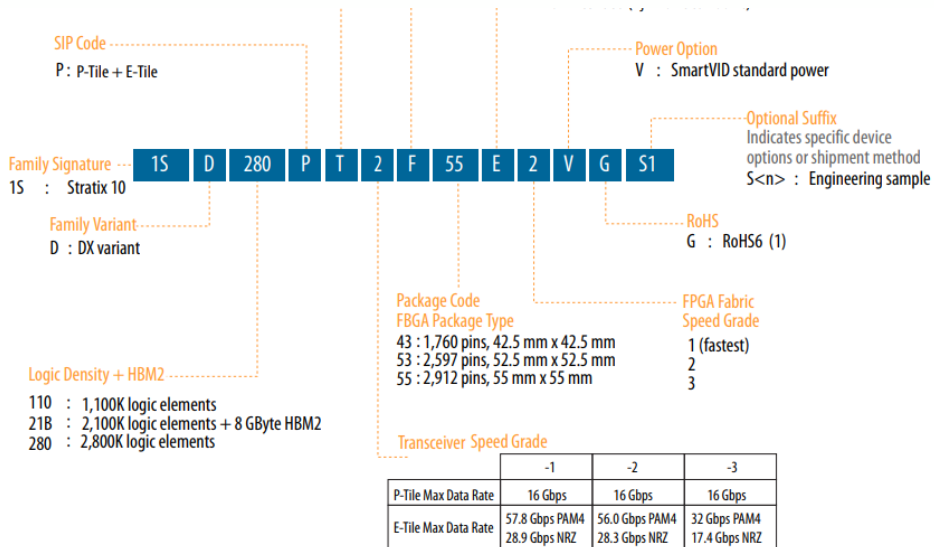 SIP Code
P : P-Tile + E-Tile
Power Option
V : SmartVID standard power
Optional Suffix
Indicates specific device
options or shipment method
S<n> : Engineering sample
Family Signature
1S : Stratix 10
1S D 280 P T 2 F 55 E 2 V G S1
Family Variant
D : DX variant
RoHS
G : RoHS6 (1)
Package Code
FBGA Package Type
43 : 1,760 pins, 42.5 mm x 42.5 mm
53 : 2,597 pins, 52.5 mm x 52.5 mm
55 : 2,912 pins, 55 mm x 55 mm
FPGA Fabric
Speed Grade
1 (fastest)
2
3
Logic Density + HBM2
110 : 1,100K logic elements
21B : 2,100K logic elements + 8 GByte HBM2
280 : 2,800K logic elements
Transceiver Speed Grade
-1 -2 -3
P-Tile Max Data Rate 16 Gbps 16 Gbps 16 Gbps
E-Tile Max Data Rate 57.8 Gbps PAM4 56.0 Gbps PAM4 32 Gbps PAM4
28.9 Gbps NRZ 28.3 Gbps NRZ 17.4 Gbps NRZ